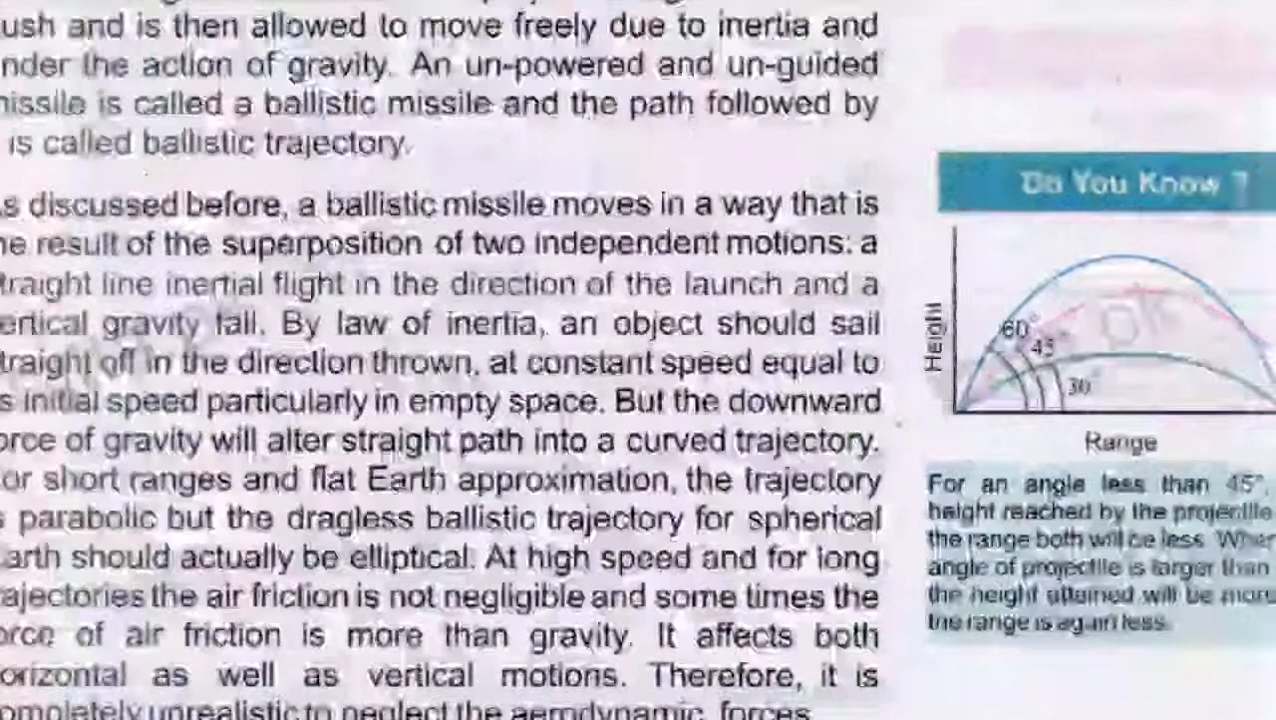 ush and is then allowed to move freely due to inertia and
nder the action of gravity. An un-powered and un-guided
nissile is called a ballistic missile and the path followed by
is called ballistic trajectory.
s discussed before, a ballistic missile moves in a way that is
ne result of the superposition of two independent motions: a
traight line inertial flight in the direction of the launch and a
ertical gravity fall. By law of inertia, an object should sail
traight off in the direction thrown, at constant speed equal to
s initial speed particularly in empty space. But the downward
orce of gravity will alter straight path into a curved trajectory.
or short ranges and flat Earth approximation, the trajectory
s parabolic but the dragless ballistic trajectory for spherical
arth should actually be elliptical. At high speed and for long
ajectories the air friction is not negligible and some times the
orce of air friction is more than gravity. It affects both
orizontal as well as vertical motions. Therefore, it is
ompletely unrealistic to neglect the aerodynamic forces
Do You Know ?
Height
60°
45°
30°
Range
For an angle less than 45°,
height reached by the projectile
the range both will be less. When
angle of projectile is larger than
the height attained will be more
the range is again less.